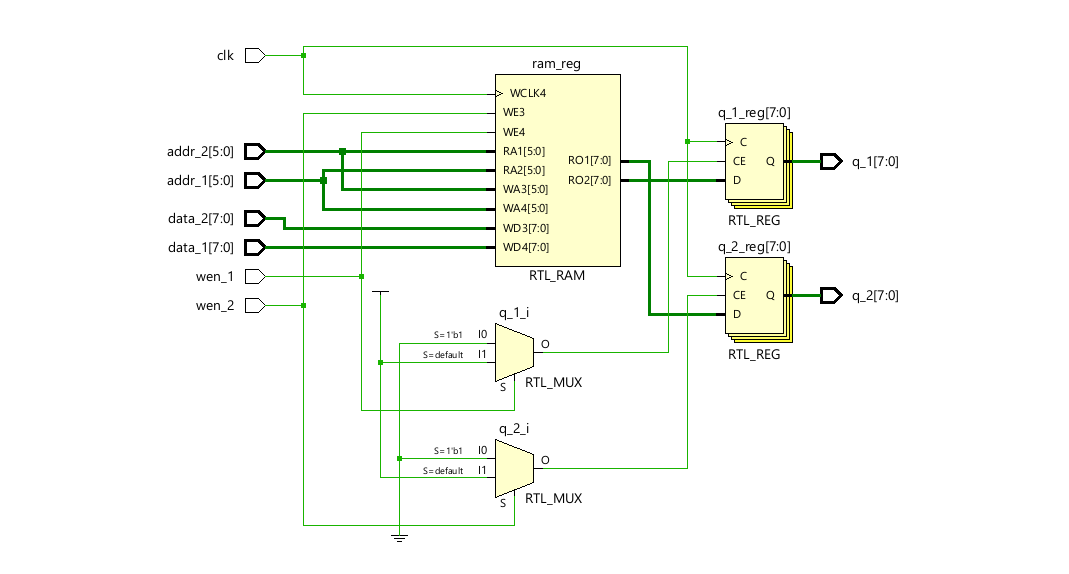 clk
ram_reg
WCLK4
WE3
WE4
RA1[5:0]
RA2[5:0]
WA3[5:0]
WA4[5:0]
WD3[7:0]
WD4[7:0]
RO1[7:0]
RO2[7:0]
RTL_RAM
addr_2[5:0]
addr_1[5:0]
data_2[7:0]
data_1[7:0]
wen_1
wen_2
q_1_reg[7:0]
C
CE
D
Q
RTL_REG
q_1[7:0]
q_2_reg[7:0]
C
CE
D
Q
RTL_REG
q_2[7:0]
q_1_i
S=1'b1 I0
S=default I1
O
S
RTL_MUX
q_2_i
S=1'b1 I0
S=default I1
O
S
RTL_MUX